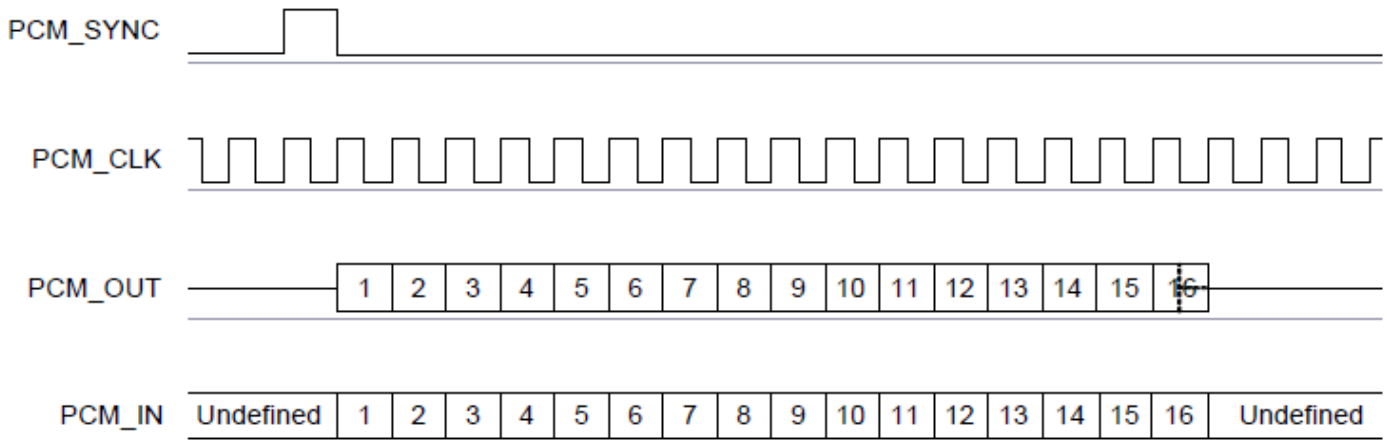 PCM_SYNC
PCM_CLK
PCM_OUT 1 2 3 4 5 6 7 8 9 10 11 12 13 14 15 16
PCM_IN Undefined 1 2 3 4 5 6 7 8 9 10 11 12 13 14 15 16 Undefined